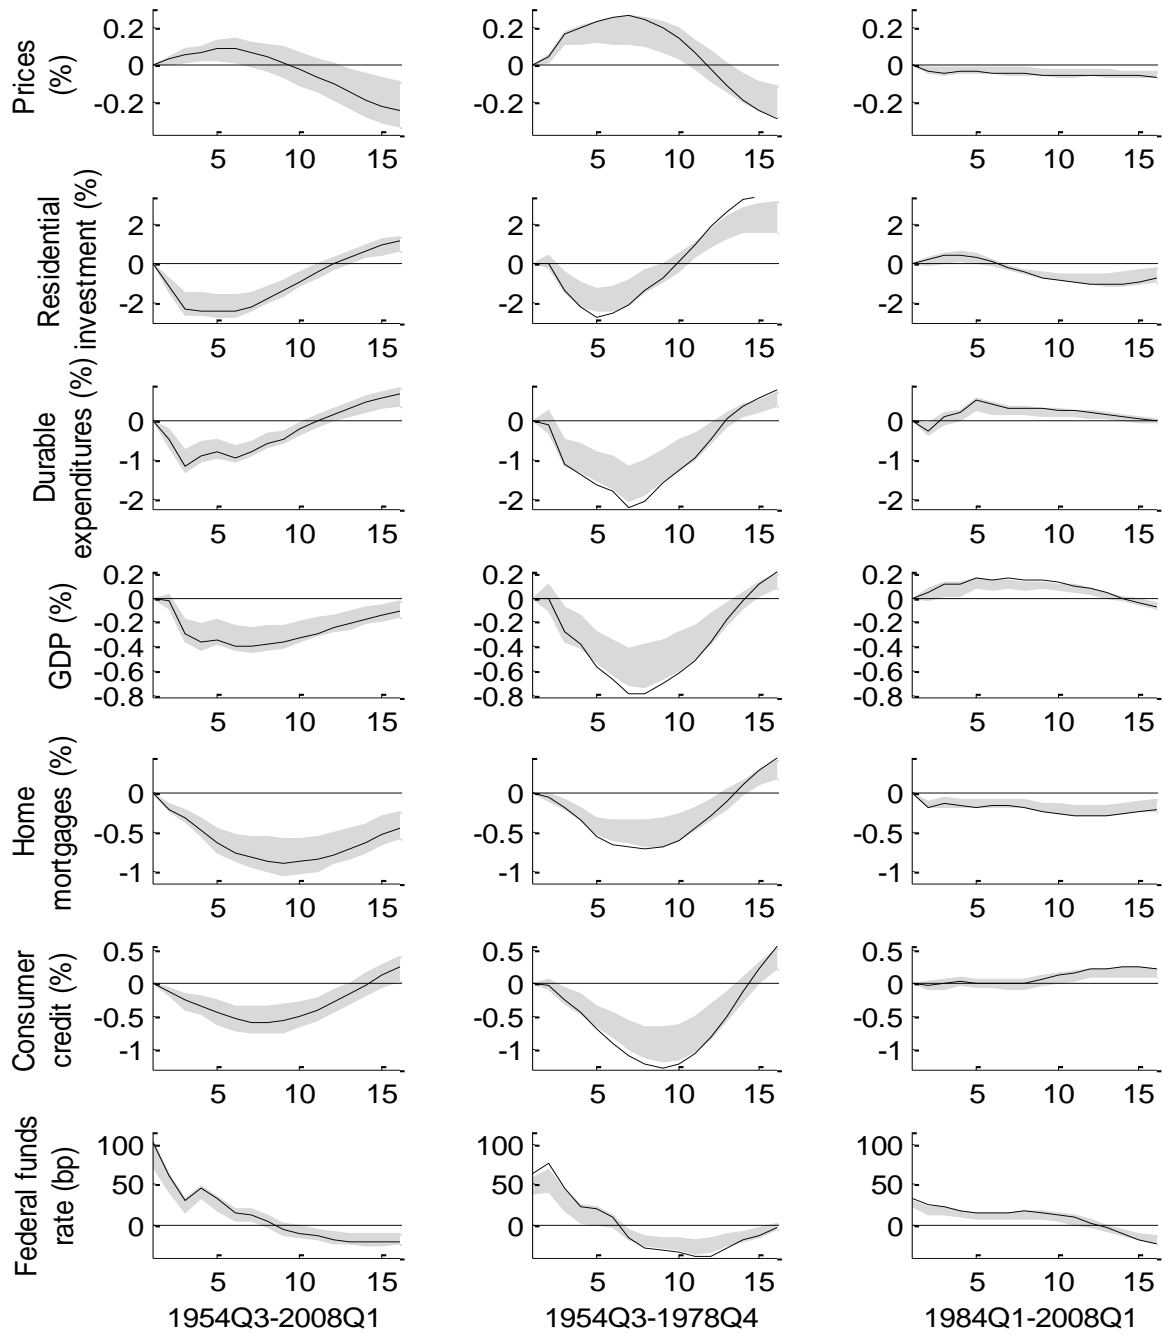 Prices
(%)
0.2
0
-0.2
5 10 15
0.2
0
-0.2
5 10 15
0.2
0
-0.2
5 10 15
Residential
investment (%)
2
0
-2
5 10 15
2
0
-2
5 10 15
2
0
-2
5 10 15
Durable
expenditures (%)
0
-1
-2
5 10 15
0
-1
-2
5 10 15
0
-1
-2
5 10 15
GDP (%)
0.2
0
-0.2
-0.4
-0.6
-0.8
5 10 15
0.2
0
-0.2
-0.4
-0.6
-0.8
5 10 15
0.2
0
-0.2
-0.4
-0.6
-0.8
5 10 15
Home
mortgages (%)
0
-0.5
-1
5 10 15
0
-0.5
-1
5 10 15
0
-0.5
-1
5 10 15
Consumer
credit (%)
0.5
0
-0.5
-1
5 10 15
0.5
0
-0.5
-1
5 10 15
0.5
0
-0.5
-1
5 10 15
Federal funds
rate (bp)
100
50
0
5 10 15
100
50
0
5 10 15
100
50
0
5 10 15
1954Q3-2008Q1
1954Q3-1978Q4
1984Q1-2008Q1